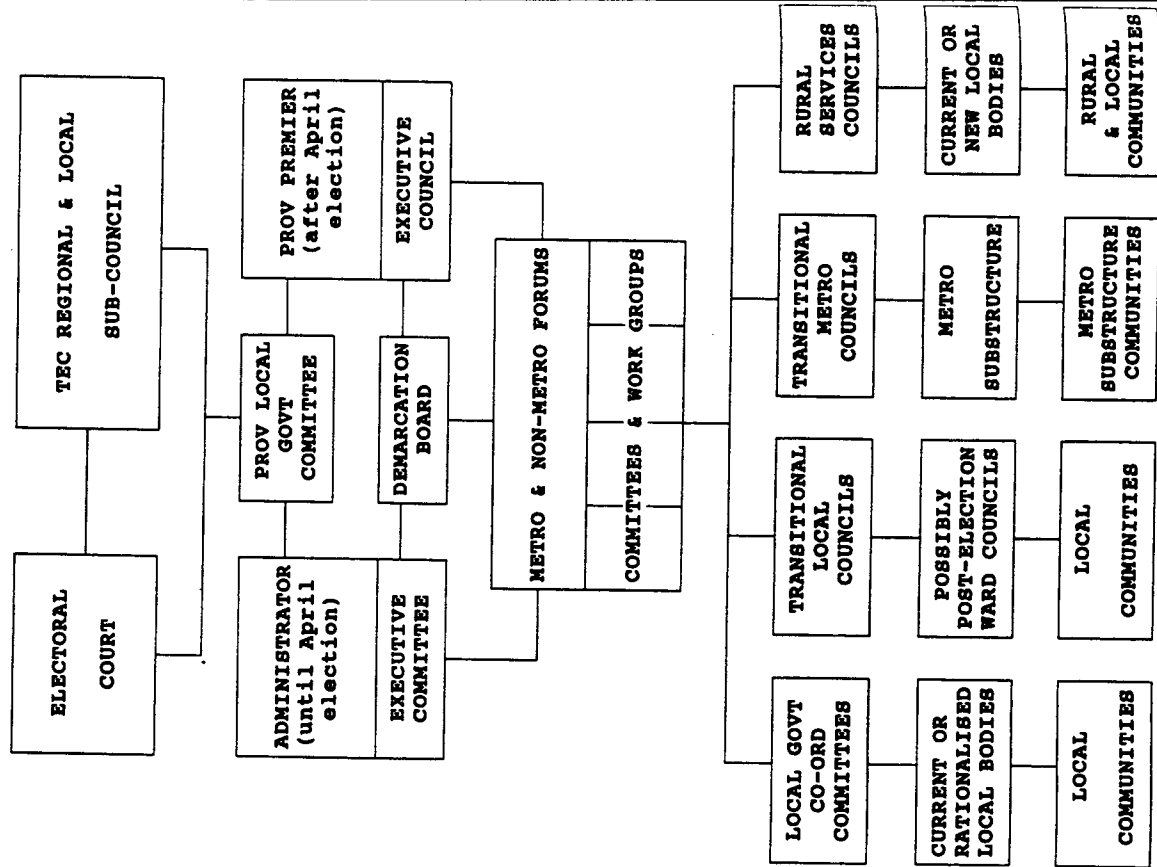 ELECTORAL
COURT
TEC REGIONAL & LOCAL
SUB-COUNCIL
ADMINISTRATOR
(until April
election)
EXECUTIVE
COMMITTEE
PROV LOCAL
GOVT
COMMITTEE
DEMARCATION
BOARD
PROV PREMIER
(after April
election)
EXECUTIVE
COUNCIL
METRO & NON-METRO FORUMS
COMMITTEES & WORK GROUPS
LOCAL GOVT
CO-ORD
COMMITTEES
TRANSITIONAL
LOCAL
COUNCILS
TRANSITIONAL
METRO
COUNCILS
RURAL
SERVICES
COUNCILS
CURRENT OR
RATIONALISED
LOCAL BODIES
POSSIBLY
POST-ELECTION
WARD COUNCILS
METRO
SUBSTRUCTURE
CURRENT OR
NEW LOCAL
BODIES
LOCAL
COMMUNITIES
LOCAL
COMMUNITIES
METRO
SUBSTRUCTURE
COMMUNITIES
RURAL
& LOCAL
COMMUNITIES